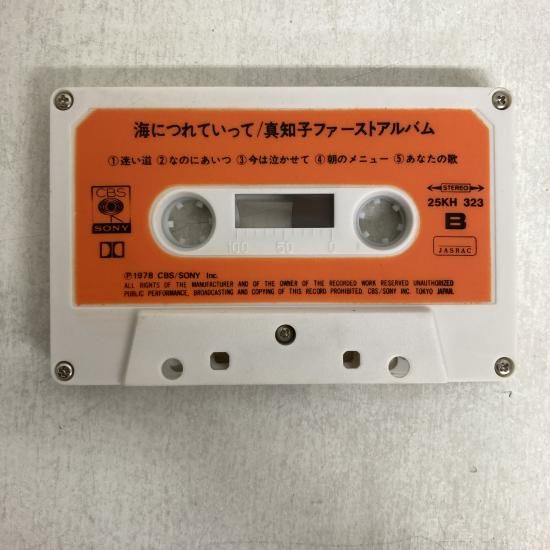 海につれていって/真知子ファーストアルバム
①迷い道 ②なのにあいつ ③今は泣かせて ④朝のメニュー ⑤あなたの歌
CBS
SONY
STEREO
25KH 323
B
JASRAC
100 50 0
Ⓟ1978 CBS/SONY Inc.
ALL RIGHTS OF THE MANUFACTURER AND OF THE OWNER OF THE RECORDED WORK RESERVED UNAUTHORIZED
PUBLIC PERFORMANCE, BROADCASTING AND COPYING OF THIS RECORD PROHIBITED. CBS/SONY INC. TOKYO JAPAN.